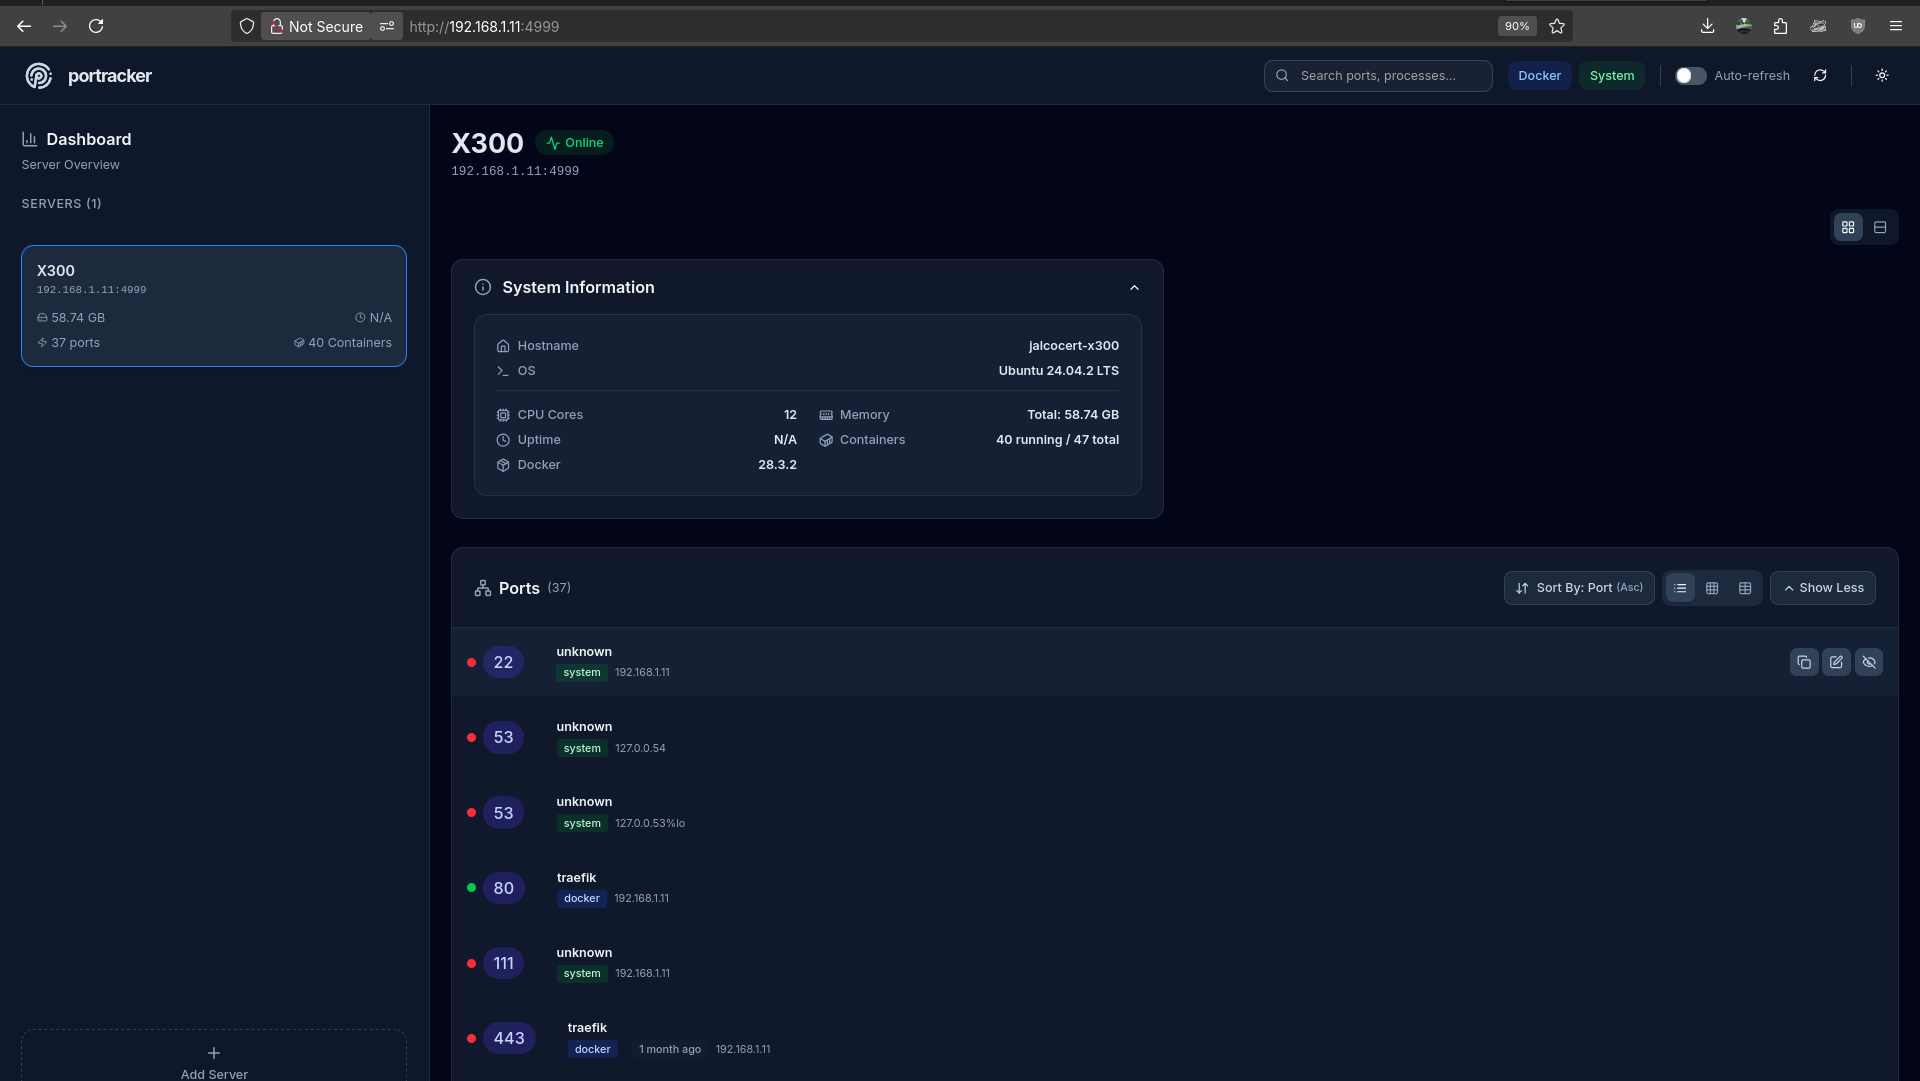 Not Secure
http://192.168.1.11:4999
90%
portracker
Search ports, processes...
Docker
System
Auto-refresh
Dashboard
Server Overview
SERVERS (1)
X300
192.168.1.11:4999
58.74 GB
N/A
37 ports
40 Containers
Add Server
X300
Online
192.168.1.11:4999
System Information
Hostname
jalcocert-x300
OS
Ubuntu 24.04.2 LTS
CPU Cores
12
Memory
Total: 58.74 GB
Uptime
N/A
Containers
40 running / 47 total
Docker
28.3.2
Ports (37)
Sort By: Port (Asc)
Show Less
22
unknown
system 192.168.1.11
53
unknown
system 127.0.0.54
53
unknown
system 127.0.0.53%lo
80
traefik
docker 192.168.1.11
111
unknown
system 192.168.1.11
443
traefik
docker 1 month ago 192.168.1.11